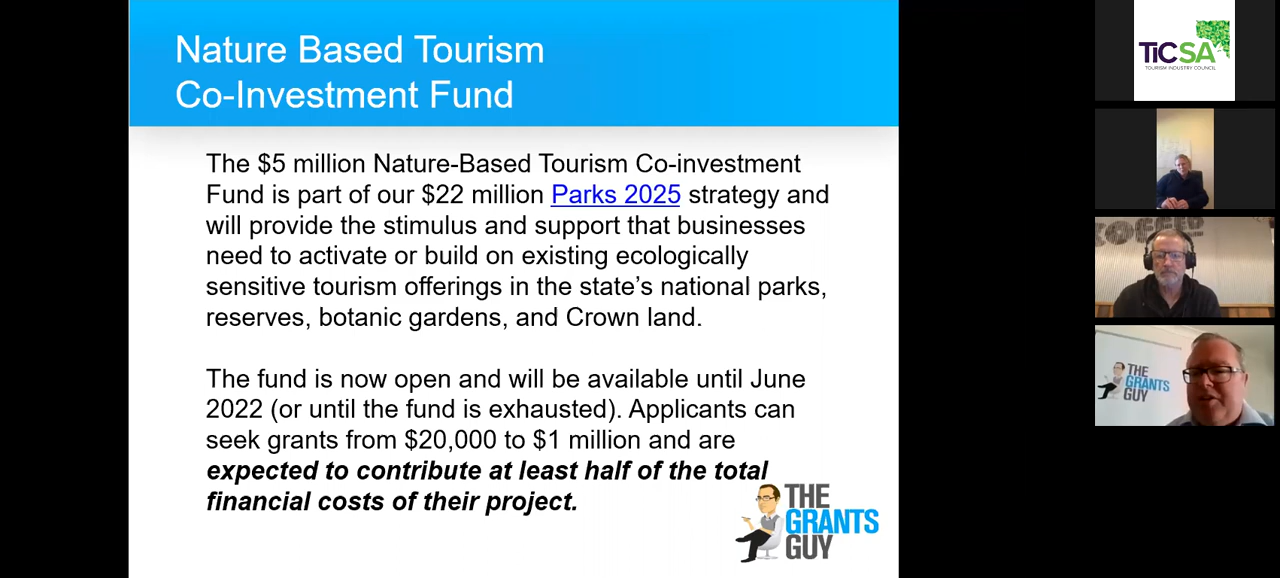 Nature Based Tourism
Co-Investment Fund
The $5 million Nature-Based Tourism Co-investment
Fund is part of our $22 million Parks 2025 strategy and
will provide the stimulus and support that businesses
need to activate or build on existing ecologically
sensitive tourism offerings in the state’s national parks,
reserves, botanic gardens, and Crown land.
The fund is now open and will be available until June
2022 (or until the fund is exhausted). Applicants can
seek grants from $20,000 to $1 million and are
expected to contribute at least half of the total
financial costs of their project.
THE
GRANTS
GUY
TiCSA
TOURISM INDUSTRY COUNCIL
COFFEE
THE
GRANTS
GUY